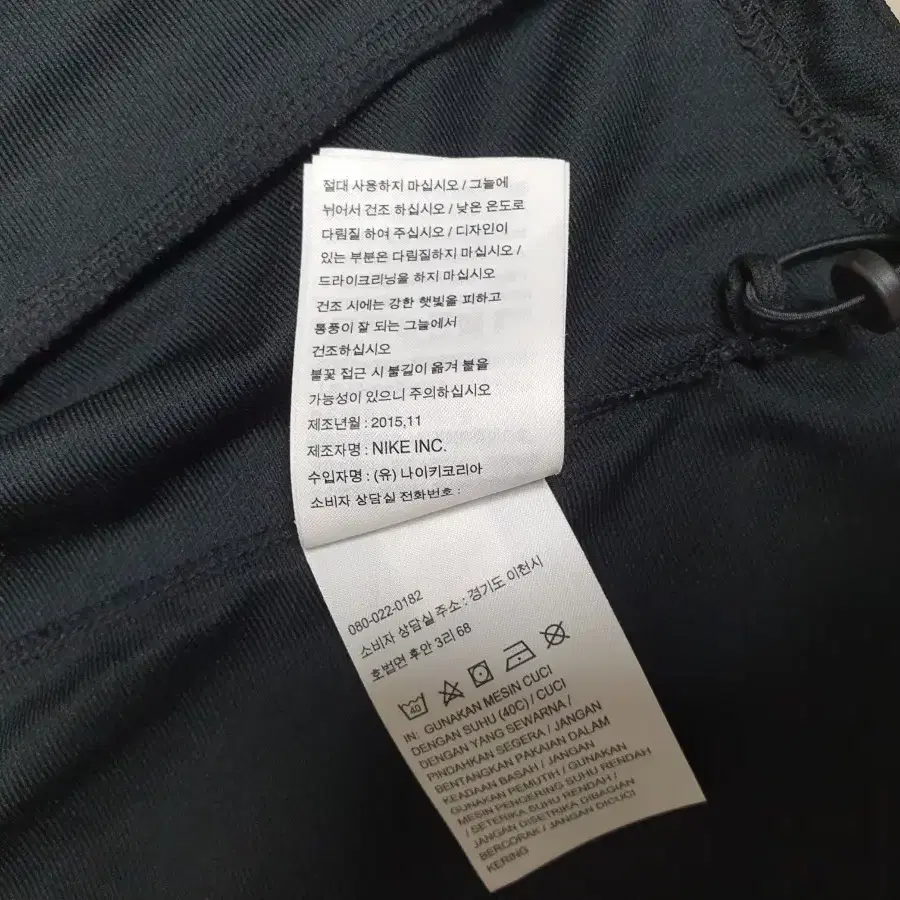 절대 사용하지 마십시오 / 그늘에
뉘어서 건조 하십시오 / 낮은 온도로
다림질 하여 주십시오 / 디자인이
있는 부분은 다림질하지 마십시오 /
드라이크리닝을 하지 마십시오
건조 시에는 강한 햇빛을 피하고
통풍이 잘 되는 그늘에서
건조하십시오
불꽃 접근 시 불길이 옮겨 붙을
가능성이 있으니 주의하십시오
제조년월 : 2015,11
제조자명 : NIKE INC.
수입자명 : (유) 나이키코리아
소비자 상담실 전화번호 :
080-022-0182
소비자 상담실 주소 : 경기도 이천시
호법면 후안 3리 68
40
IN: GUNAKAN MESIN CUCI
DENGAN SUHU (40C) / CUCI
DENGAN YANG SEWARNA /
PINDAHKAN SEGERA / JANGAN
BENTANGKAN PAKAIAN DALAM
KEADAAN BASAH / JANGAN
GUNAKAN PEMUTIH / GUNAKAN
MESIN PENGERING SUHU RENDAH
/ SETERIKA SUHU RENDAH /
JANGAN DISETRIKA DIBAGIAN
BERCORAK / JANGAN DICUCI
KERING